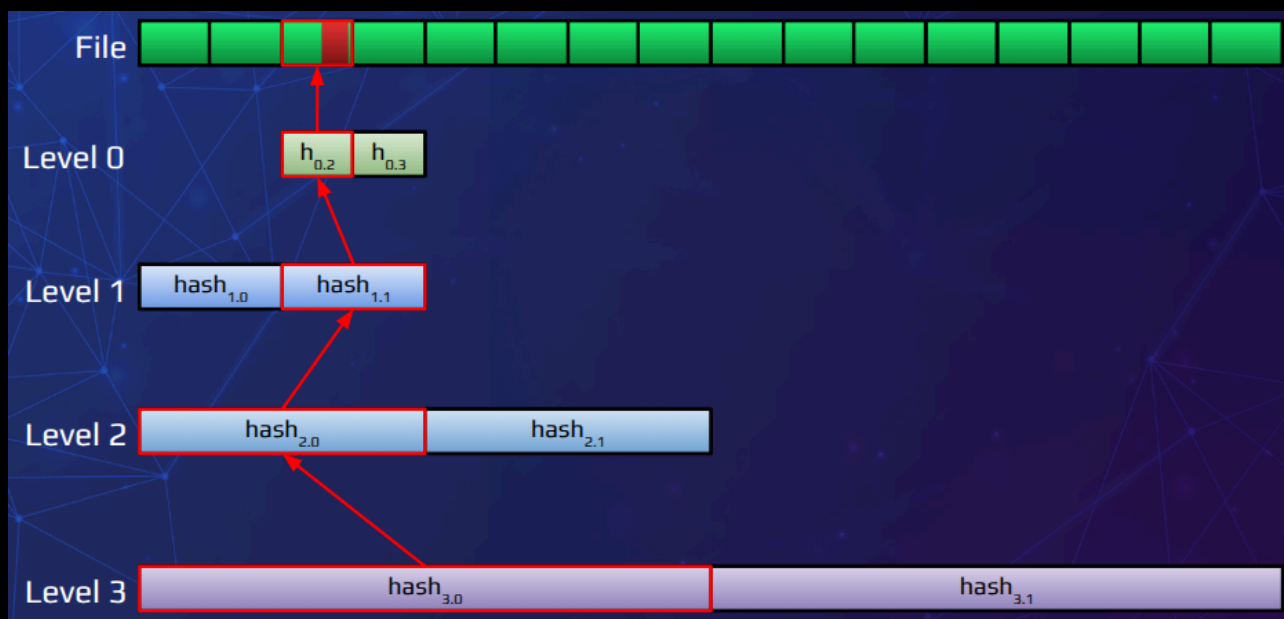 File
Level 0 h0.2 h0.3
Level 1 hash1.0 hash1.1
Level 2 hash2.0 hash2.1
Level 3 hash3.0 hash3.1